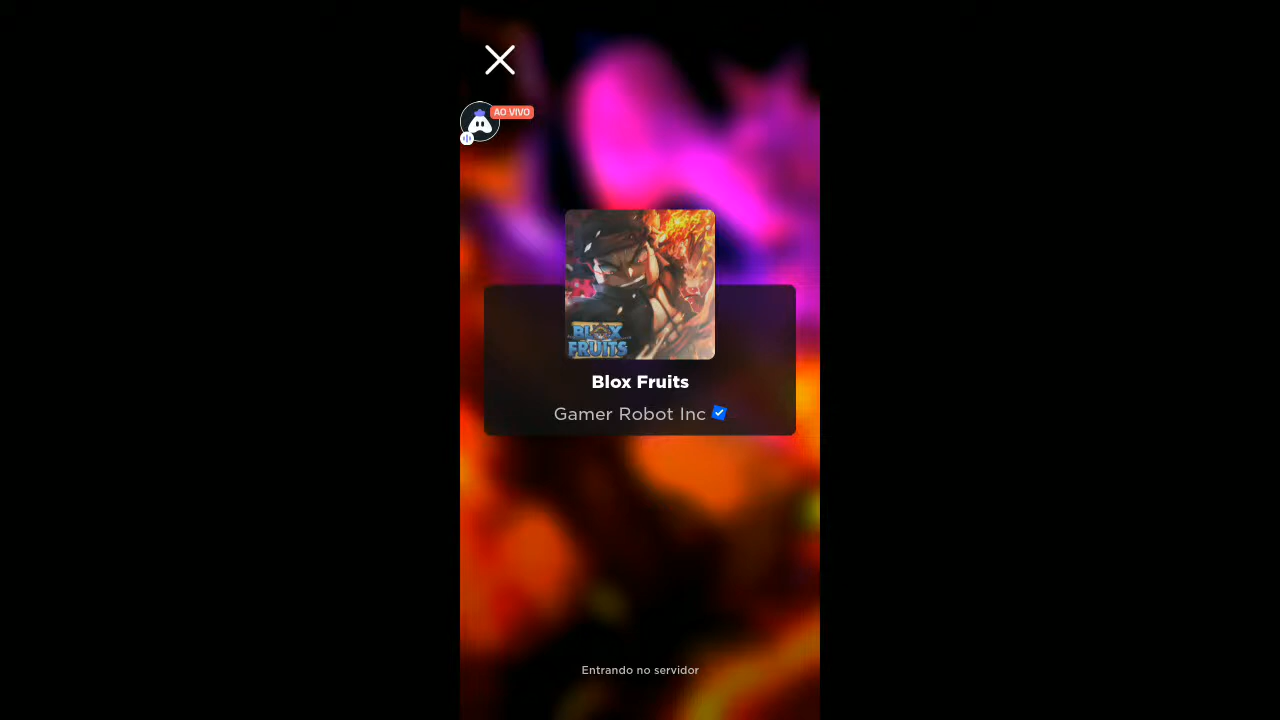 AO VIVO
BLOX
FRUITS
Blox Fruits
Gamer Robot Inc
Entrando no servidor